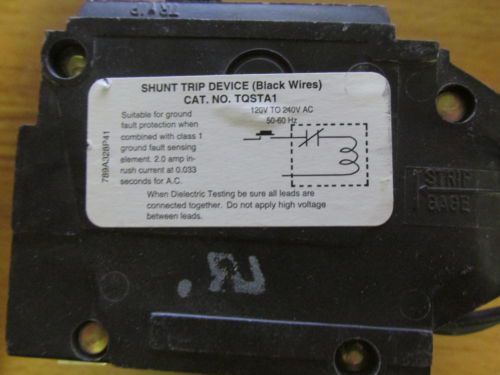 SHUNT TRIP DEVICE (Black Wires)
CAT. NO. TQSTA1
120V TO 240V AC
50-60 Hz
Suitable for ground
fault protection when
combined with class 1
ground fault sensing
element. 2.0 amp in-
rush current at 0.033
seconds for A.C.
When Dielectric Testing be sure all leads are
connected together. Do not apply high voltage
between leads.
789A328P41
STRIP